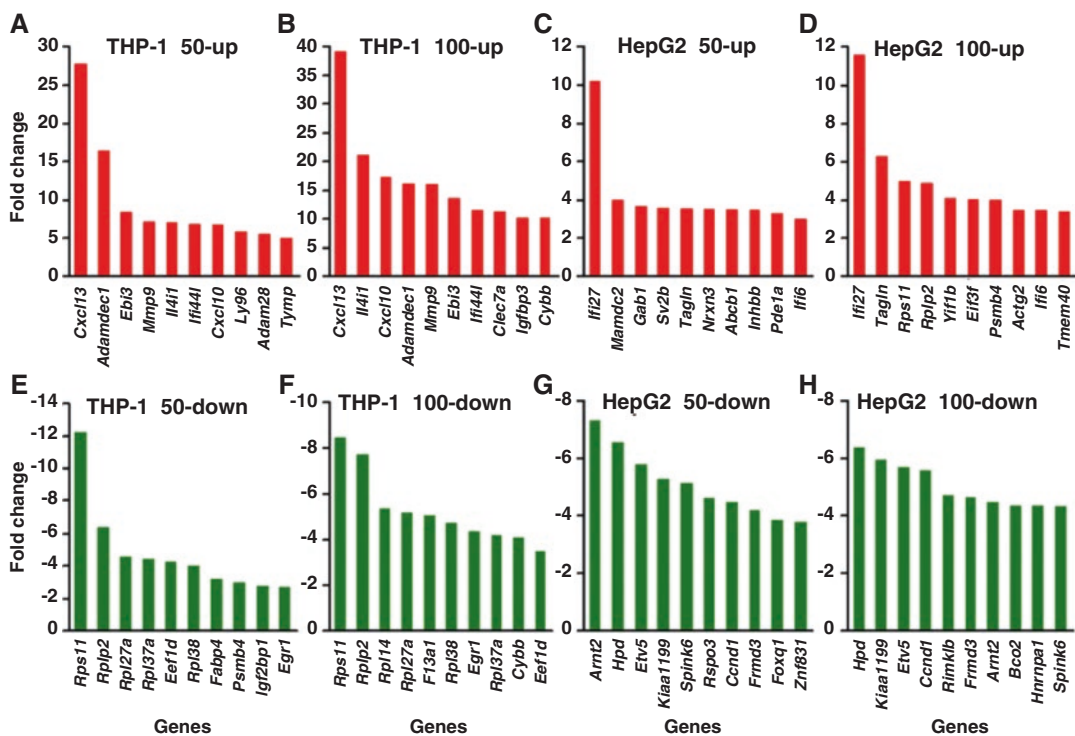 A
THP-1 50-up
Fold change
30
25
20
15
10
5
0
Cxcl13
Adamdec1
Ebi3
Mmp9
Il4i1
Ifi44l
Cxcl10
Ly96
Adam28
Tymp
B
THP-1 100-up
40
35
30
25
20
15
10
5
0
Cxcl13
Il4i1
Cxcl10
Adamdec1
Mmp9
Ebi3
Ifi44l
Clec7a
Igfbp3
Cybb
C
HepG2 50-up
12
10
8
6
4
2
0
Ifi27
Mamdc2
Gab1
Sv2b
Tagln
Nrxn3
Abcb1
Inhbb
Pde1a
Ifi6
D
HepG2 100-up
12
10
8
6
4
2
0
Ifi27
Tagln
Rps11
Rplp2
Yif1b
Eif3f
Psmb4
Actg2
Ifi6
Tmem40
E
THP-1 50-down
Fold change
-14
-12
-10
-8
-6
-4
-2
0
Rps11
Rplp2
Rpl27a
Rpl37a
Eef1d
Rpl38
Fabp4
Psmb4
Igf2bp1
Egr1
Genes
F
THP-1 100-down
-10
-8
-6
-4
-2
0
Rps11
Rplp2
Rpl14
Rpl27a
F13a1
Rpl38
Egr1
Rpl37a
Cybb
Eef1d
Genes
G
HepG2 50-down
-8
-6
-4
-2
0
Arnt2
Hpd
Etv5
Kiaa1199
Spink6
Rspo3
Ccnd1
Frmd3
Foxq1
Znf831
Genes
H
HepG2 100-down
-8
-6
-4
-2
0
Hpd
Kiaa1199
Etv5
Ccnd1
Rimklb
Frmd3
Arnt2
Bco2
Hnrnpa1
Spink6
Genes